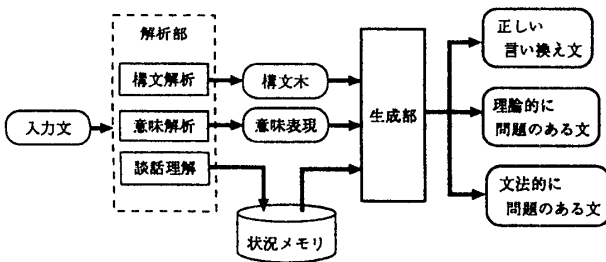 解析部
構文解析
構文木
入力文
意味解析
意味表現
談話理解
状況メモリ
生成部
正しい
言い換え文
理論的に
問題のある文
文法的に
問題のある文